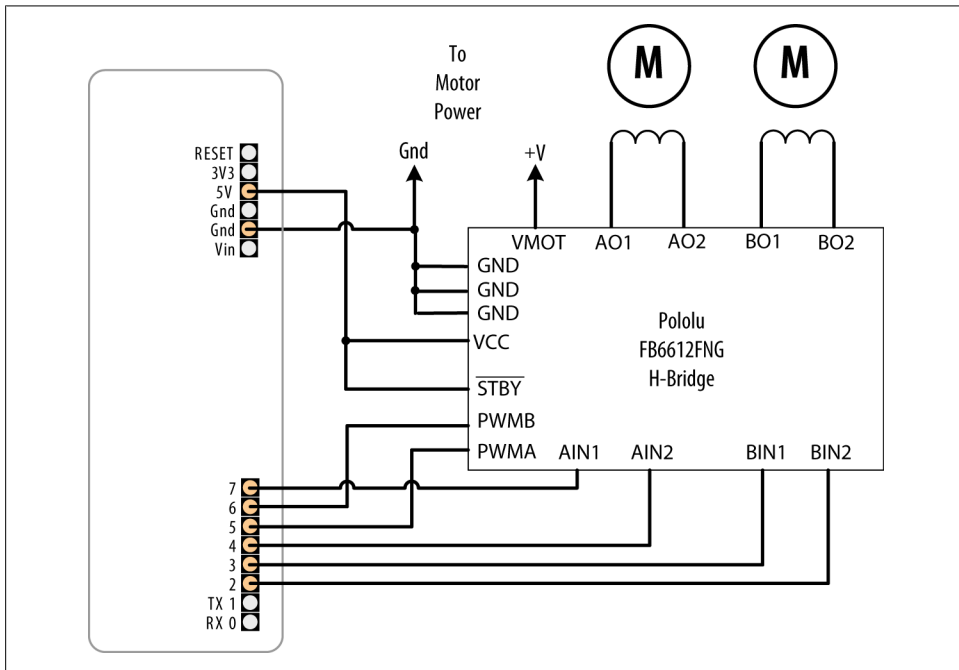 To
Motor
Power
M
M
Gnd
+V
RESET
3V3
5V
Gnd
Gnd
Vin
VMOT
AO1
AO2
BO1
BO2
GND
GND
GND
VCC
STBY
PWMB
PWMA
Pololu
FB6612FNG
H-Bridge
AIN1
AIN2
BIN1
BIN2
7
6
5
4
3
2
TX 1
RX 0